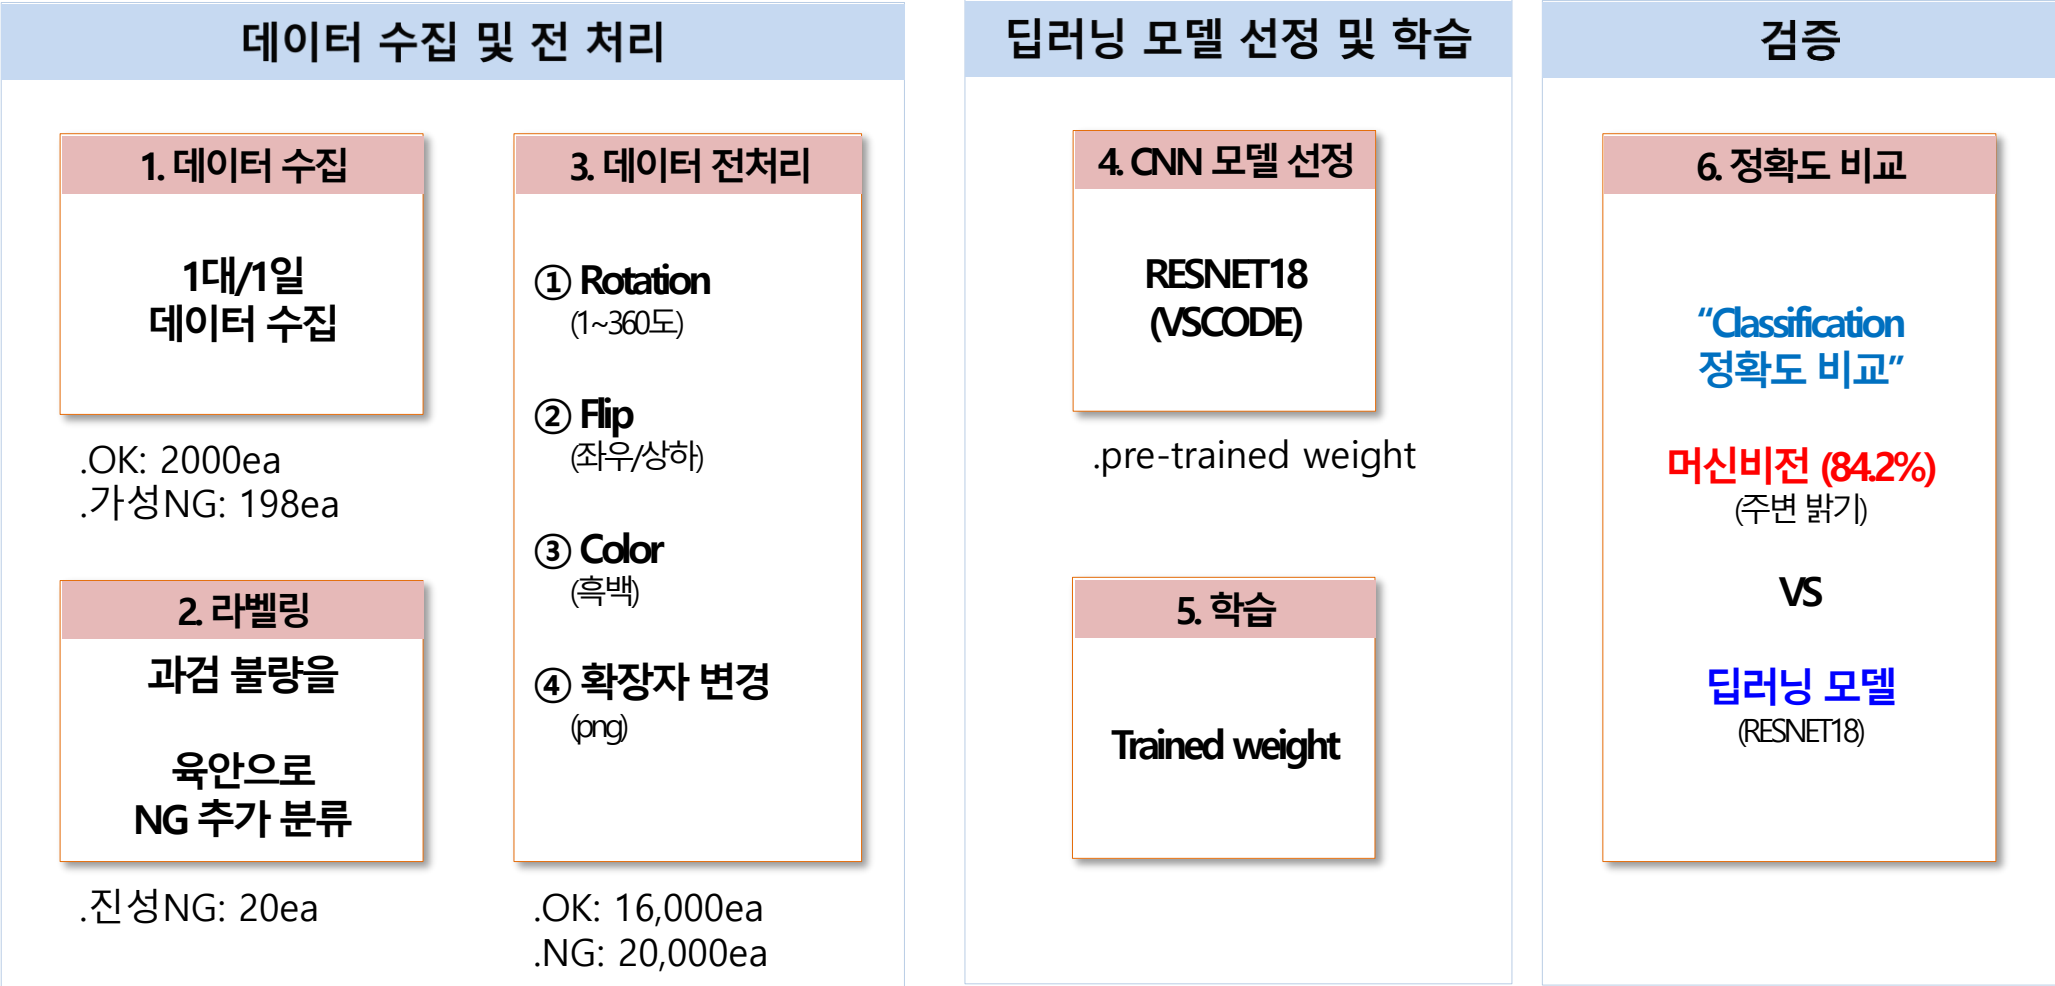 데이터 수집 및 전 처리
1. 데이터 수집
1대/1일
데이터 수집
.OK: 2000ea
.가성NG: 198ea
2. 라벨링
과검 불량을
육안으로
NG 추가 분류
.진성NG: 20ea
3. 데이터 전처리
① Rotation
(1~360도)
② Flip
(좌우/상하)
③ Color
(흑백)
④ 확장자 변경
(png)
.OK: 16,000ea
.NG: 20,000ea
딥러닝 모델 선정 및 학습
4. CNN 모델 선정
RESNET18
(VSCODE)
.pre-trained weight
5. 학습
Trained weight
검증
6. 정확도 비교
“Classification
정확도 비교”
머신비전 (84.2%)
(주변 밝기)
VS
딥러닝 모델
(RESNET18)